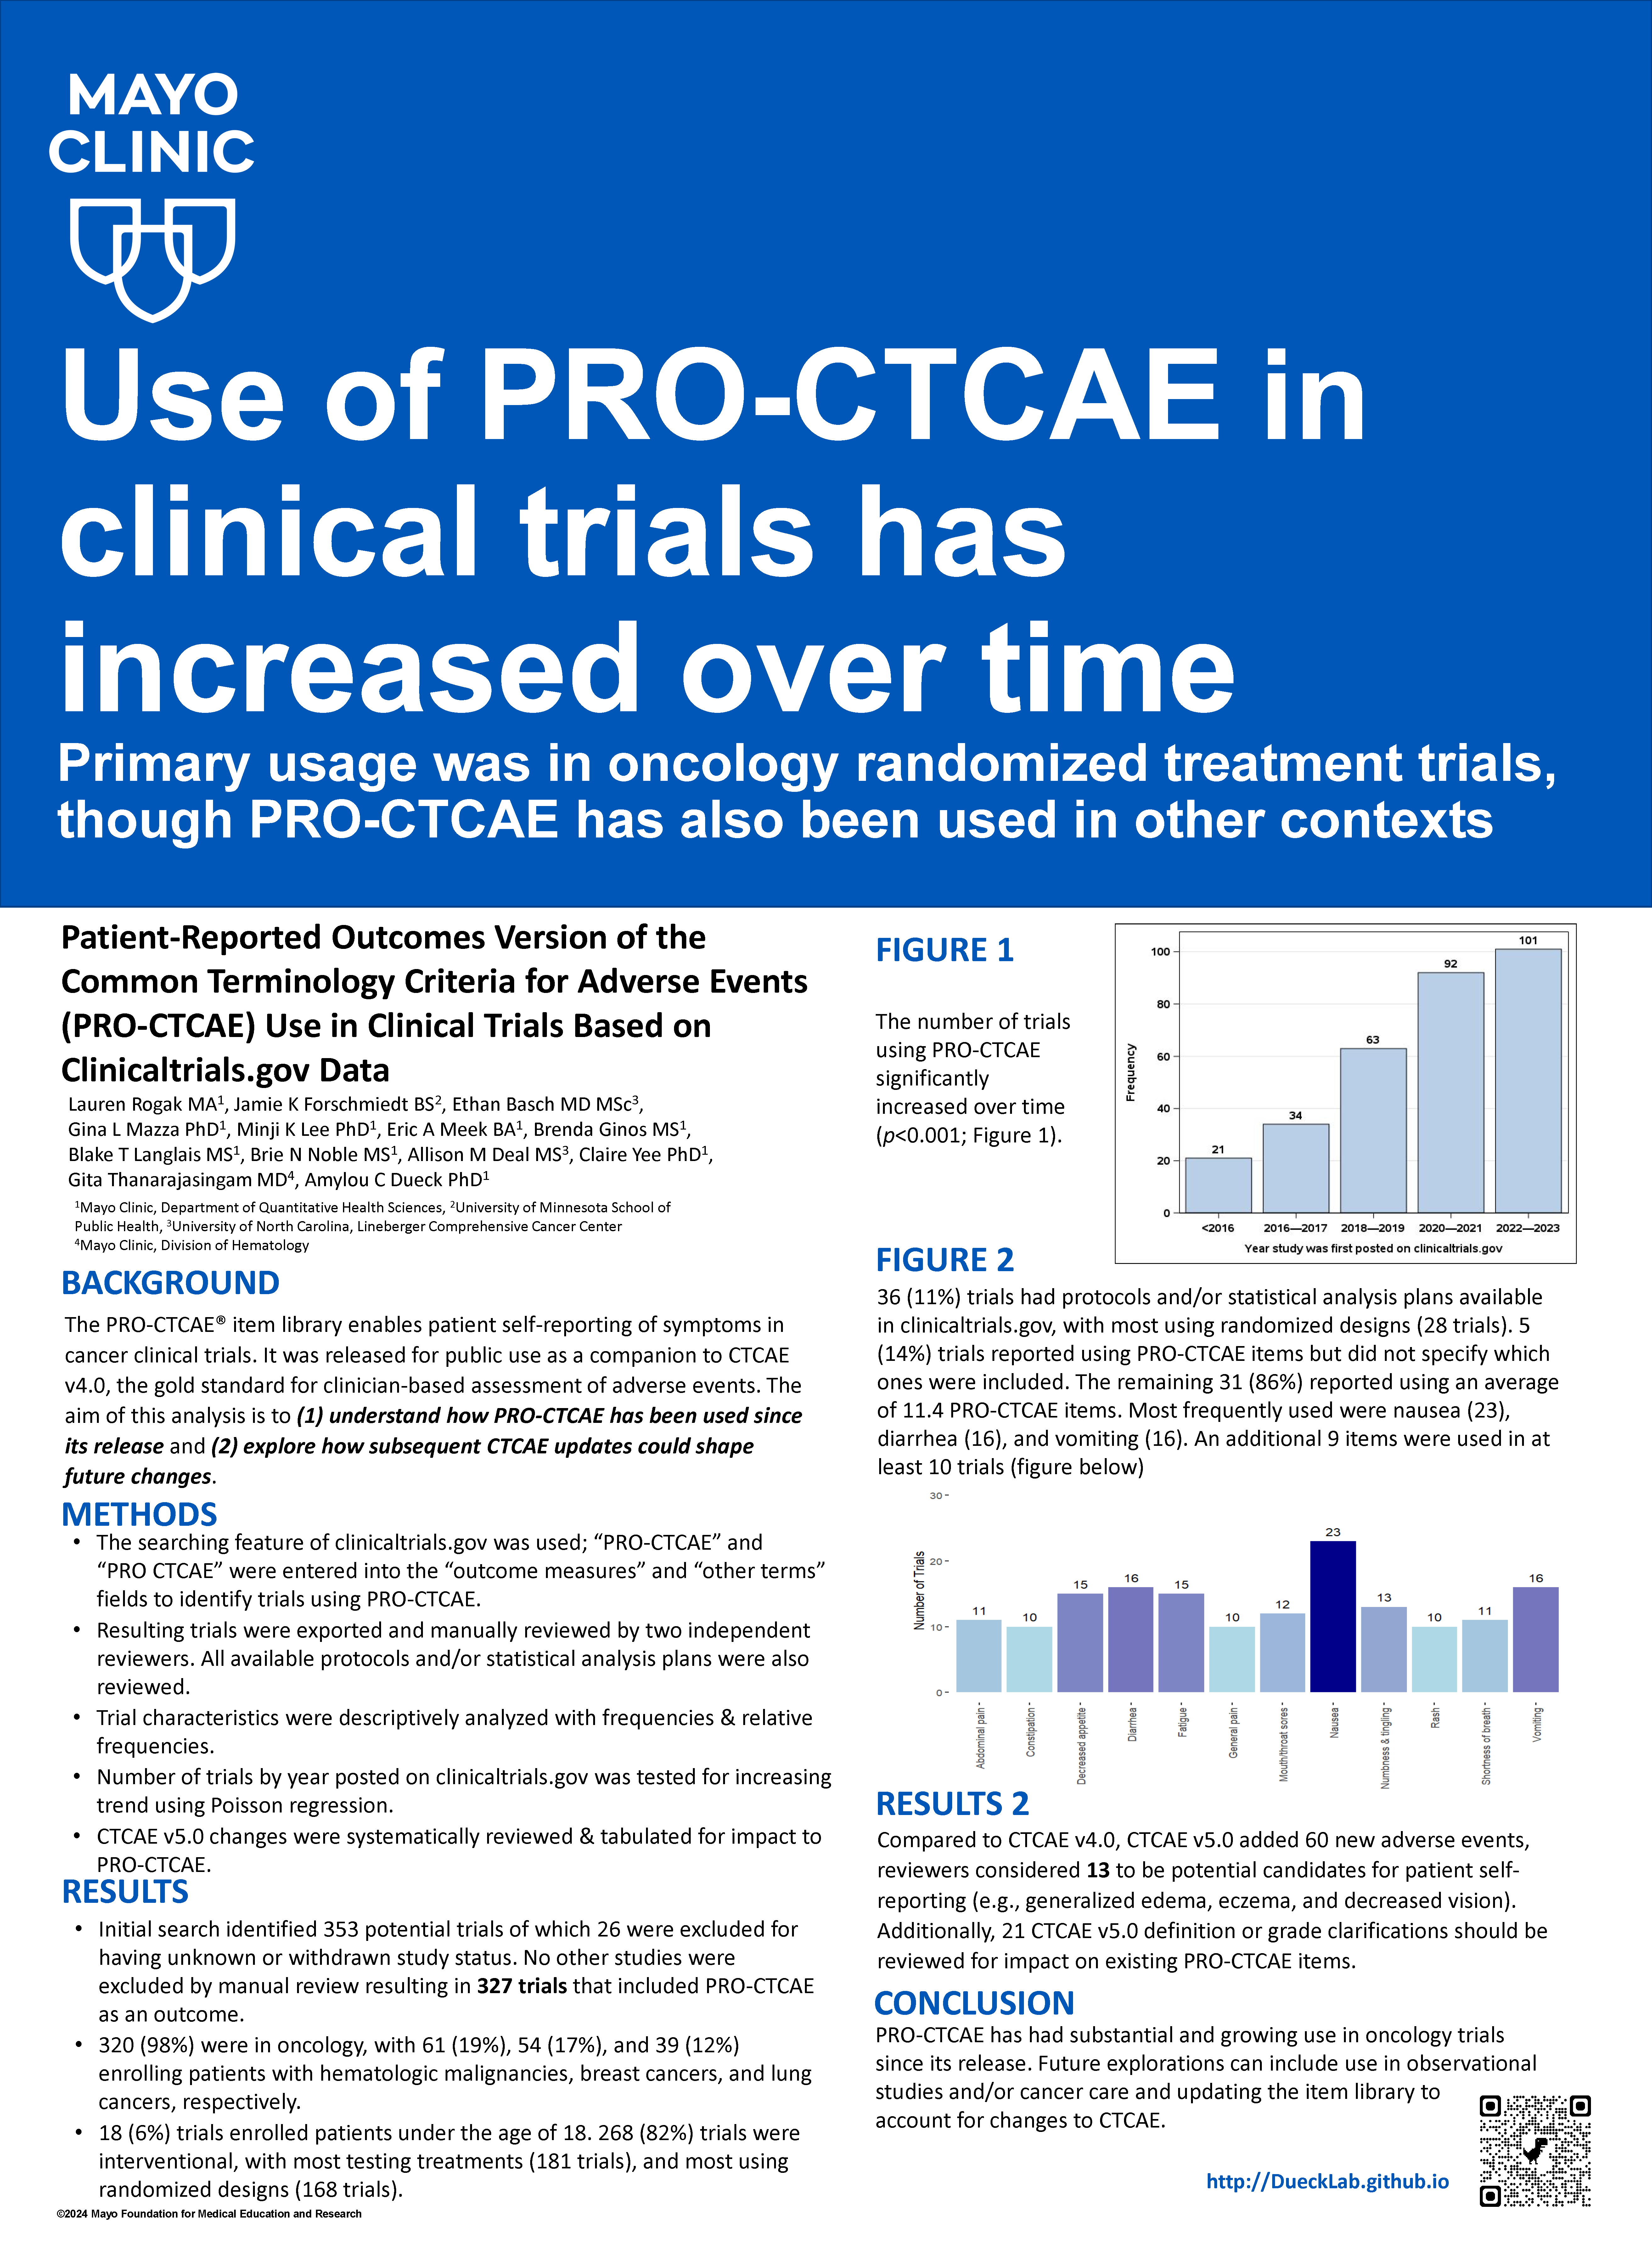 MAYO
CLINIC
Use of PRO-CTCAE in
clinical trials has
increased over time
Primary usage was in oncology randomized treatment trials,
though PRO-CTCAE has also been used in other contexts
Patient-Reported Outcomes Version of the
Common Terminology Criteria for Adverse Events
(PRO-CTCAE) Use in Clinical Trials Based on
Clinicaltrials.gov Data
Lauren Rogak MA¹, Jamie K Forschmiedt BS², Ethan Basch MD MSc³,
Gina L Mazza PhD¹, Minji K Lee PhD¹, Eric A Meek BA¹, Brenda Ginos MS¹,
Blake T Langlais MS¹, Brie N Noble MS¹, Allison M Deal MS³, Claire Yee PhD¹,
Gita Thanarajasingam MD⁴, Amylou C Dueck PhD¹
¹Mayo Clinic, Department of Quantitative Health Sciences, ²University of Minnesota School of
Public Health, ³University of North Carolina, Lineberger Comprehensive Cancer Center
⁴Mayo Clinic, Division of Hematology
BACKGROUND
The PRO-CTCAE® item library enables patient self-reporting of symptoms in
cancer clinical trials. It was released for public use as a companion to CTCAE
v4.0, the gold standard for clinician-based assessment of adverse events. The
aim of this analysis is to (1) understand how PRO-CTCAE has been used since
its release and (2) explore how subsequent CTCAE updates could shape
future changes.
METHODS
• The searching feature of clinicaltrials.gov was used; “PRO-CTCAE” and
“PRO CTCAE” were entered into the “outcome measures” and “other terms”
fields to identify trials using PRO-CTCAE.
• Resulting trials were exported and manually reviewed by two independent
reviewers. All available protocols and/or statistical analysis plans were also
reviewed.
• Trial characteristics were descriptively analyzed with frequencies & relative
frequencies.
• Number of trials by year posted on clinicaltrials.gov was tested for increasing
trend using Poisson regression.
• CTCAE v5.0 changes were systematically reviewed & tabulated for impact to
PRO-CTCAE.
RESULTS
• Initial search identified 353 potential trials of which 26 were excluded for
having unknown or withdrawn study status. No other studies were
excluded by manual review resulting in 327 trials that included PRO-CTCAE
as an outcome.
• 320 (98%) were in oncology, with 61 (19%), 54 (17%), and 39 (12%)
enrolling patients with hematologic malignancies, breast cancers, and lung
cancers, respectively.
• 18 (6%) trials enrolled patients under the age of 18. 268 (82%) trials were
interventional, with most testing treatments (181 trials), and most using
randomized designs (168 trials).
©2024 Mayo Foundation for Medical Education and Research
FIGURE 1
The number of trials
using PRO-CTCAE
significantly
increased over time
(p<0.001; Figure 1).
Frequency
100
80
60
40
20
0
21
34
63
92
101
<2016
2016—2017
2018—2019
2020—2021
2022—2023
Year study was first posted on clinicaltrials.gov
FIGURE 2
36 (11%) trials had protocols and/or statistical analysis plans available
in clinicaltrials.gov, with most using randomized designs (28 trials). 5
(14%) trials reported using PRO-CTCAE items but did not specify which
ones were included. The remaining 31 (86%) reported using an average
of 11.4 PRO-CTCAE items. Most frequently used were nausea (23),
diarrhea (16), and vomiting (16). An additional 9 items were used in at
least 10 trials (figure below)
Number of Trials
30
20
10
0
11
10
15
16
15
10
12
23
13
10
11
16
Abdominal pain
Constipation
Decreased appetite
Diarrhea
Fatigue
General pain
Mouth/throat sores
Nausea
Numbness & tingling
Rash
Shortness of breath
Vomiting
RESULTS 2
Compared to CTCAE v4.0, CTCAE v5.0 added 60 new adverse events,
reviewers considered 13 to be potential candidates for patient self-
reporting (e.g., generalized edema, eczema, and decreased vision).
Additionally, 21 CTCAE v5.0 definition or grade clarifications should be
reviewed for impact on existing PRO-CTCAE items.
CONCLUSION
PRO-CTCAE has had substantial and growing use in oncology trials
since its release. Future explorations can include use in observational
studies and/or cancer care and updating the item library to
account for changes to CTCAE.
http://DueckLab.github.io